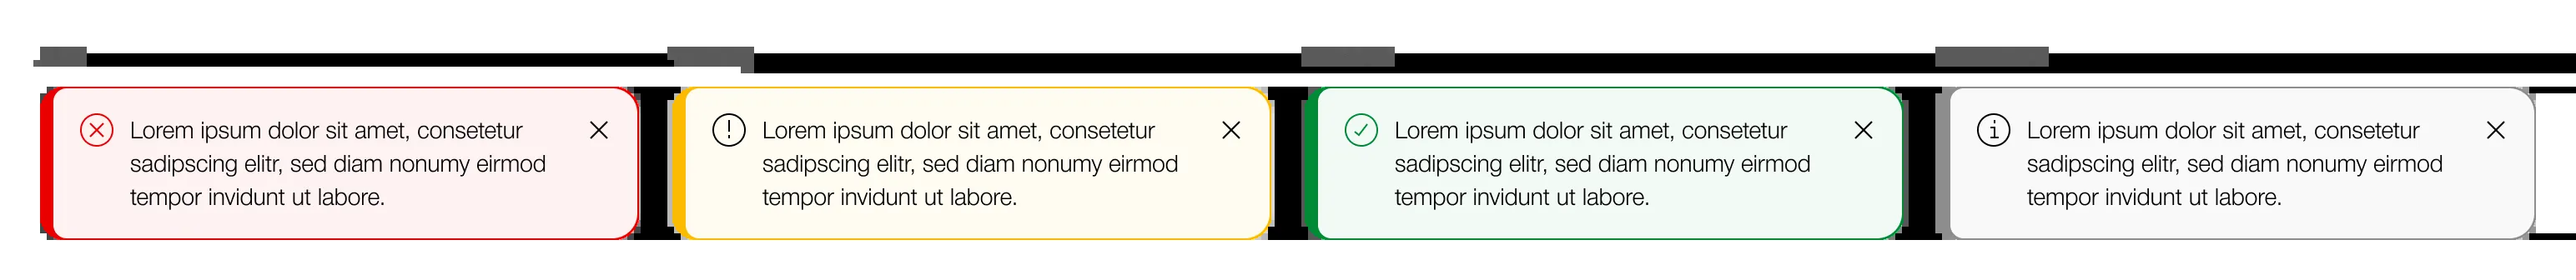 Lorem ipsum dolor sit amet, consetetur
sadipscing elitr, sed diam nonumy eirmod
tempor invidunt ut labore.
Lorem ipsum dolor sit amet, consetetur
sadipscing elitr, sed diam nonumy eirmod
tempor invidunt ut labore.
Lorem ipsum dolor sit amet, consetetur
sadipscing elitr, sed diam nonumy eirmod
tempor invidunt ut labore.
Lorem ipsum dolor sit amet, consetetur
sadipscing elitr, sed diam nonumy eirmod
tempor invidunt ut labore.